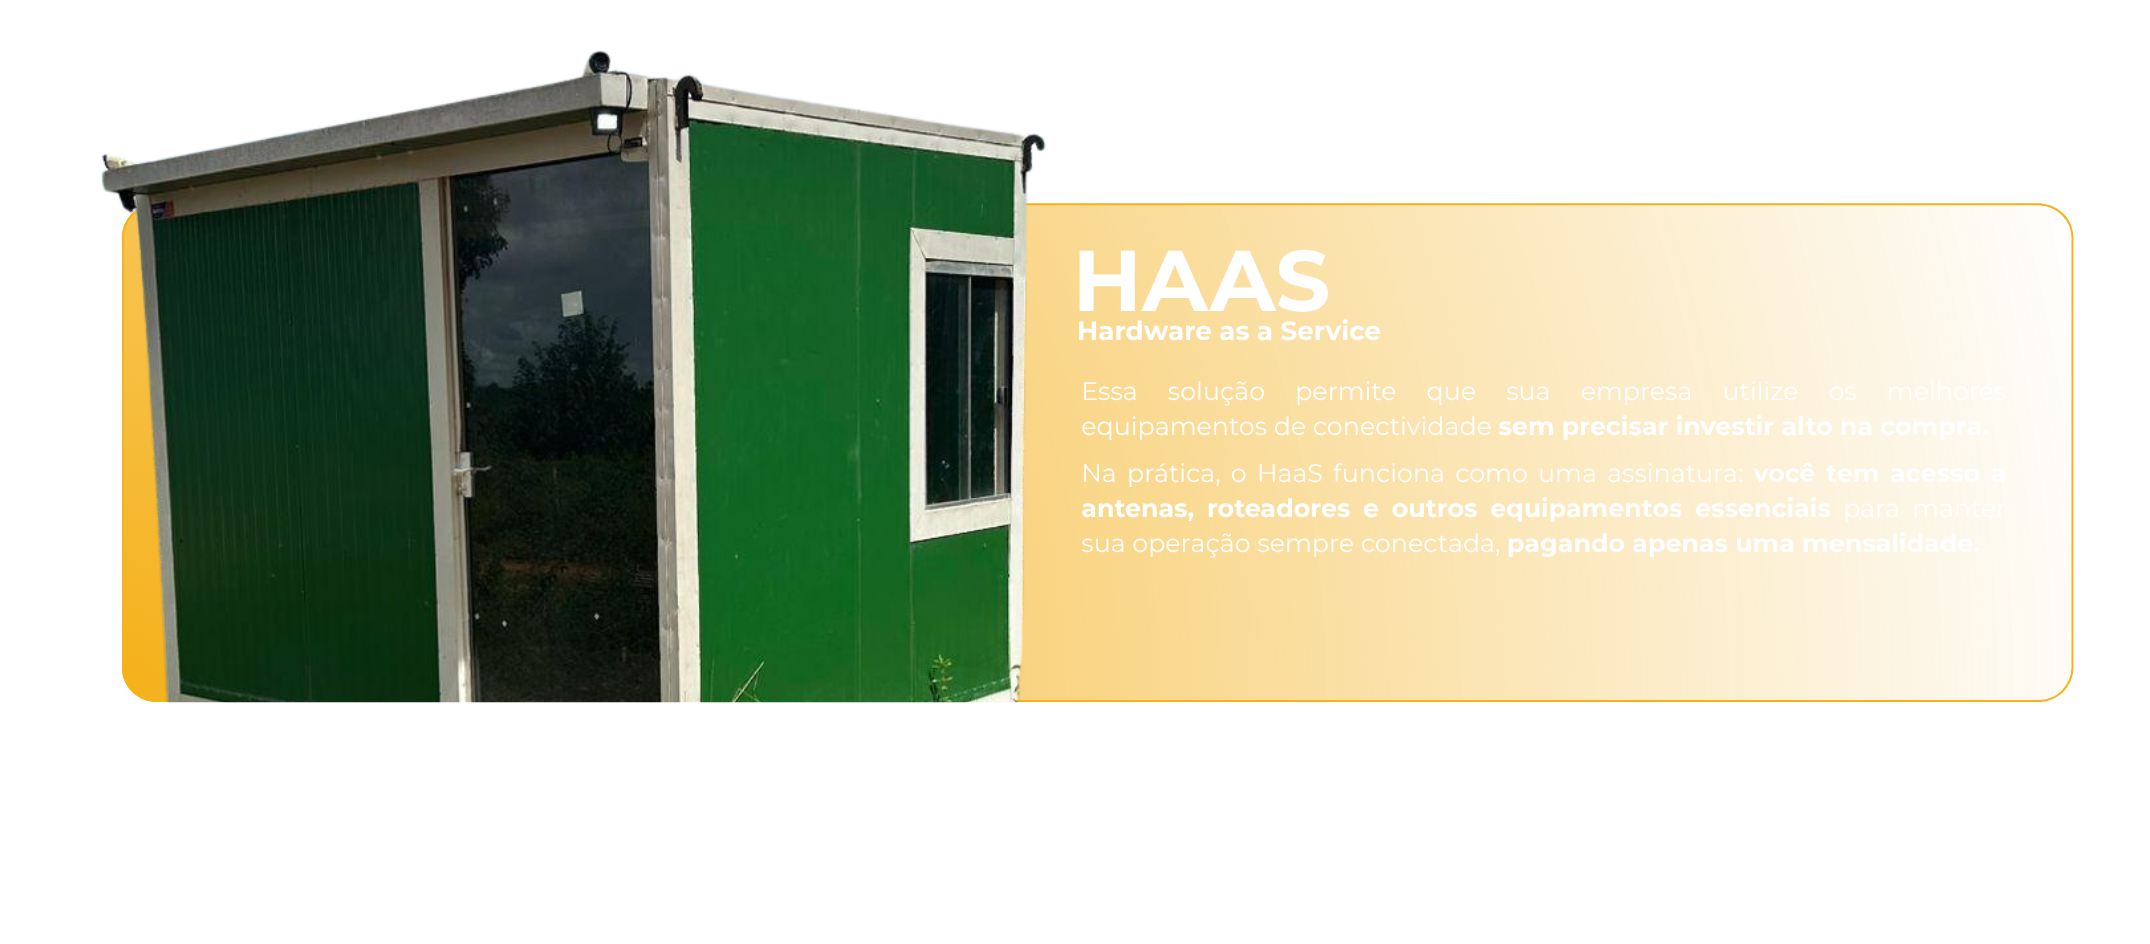 HAAS
Hardware as a Service
Essa solução permite que sua empresa utilize os melhores
equipamentos de conectividade sem precisar investir alto na compra.
Na prática, o HaaS funciona como uma assinatura: você tem acesso a
antenas, roteadores e outros equipamentos essenciais para manter
sua operação sempre conectada, pagando apenas uma mensalidade.